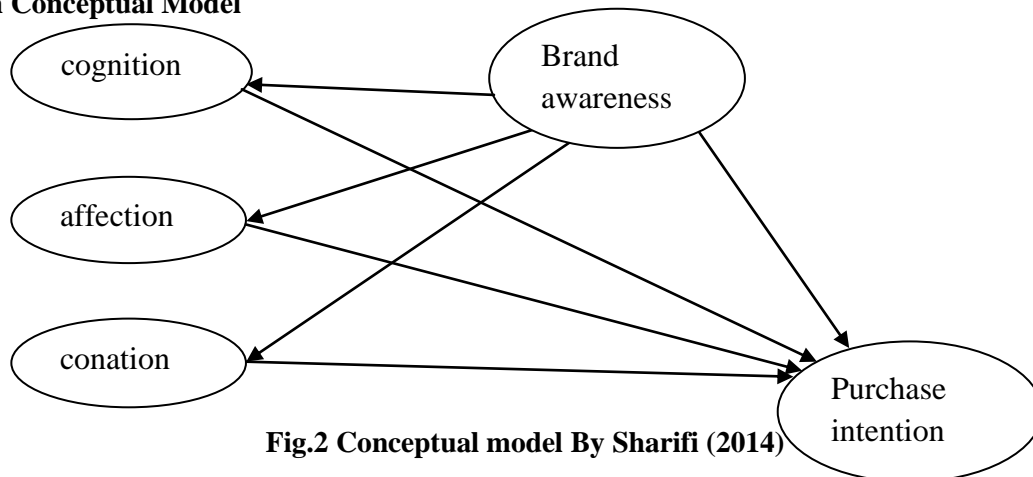 Conceptual Model
cognition
Brand
awareness
affection
conation
Purchase
intention
Fig.2 Conceptual model By Sharifi (2014)